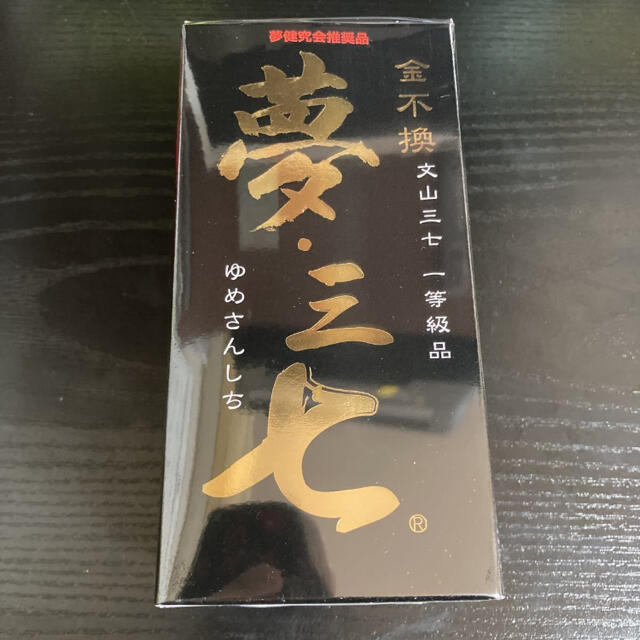 夢健究会推奨品
金不換
文山三七 一等級品
夢・三七
ゆめさんしち
®